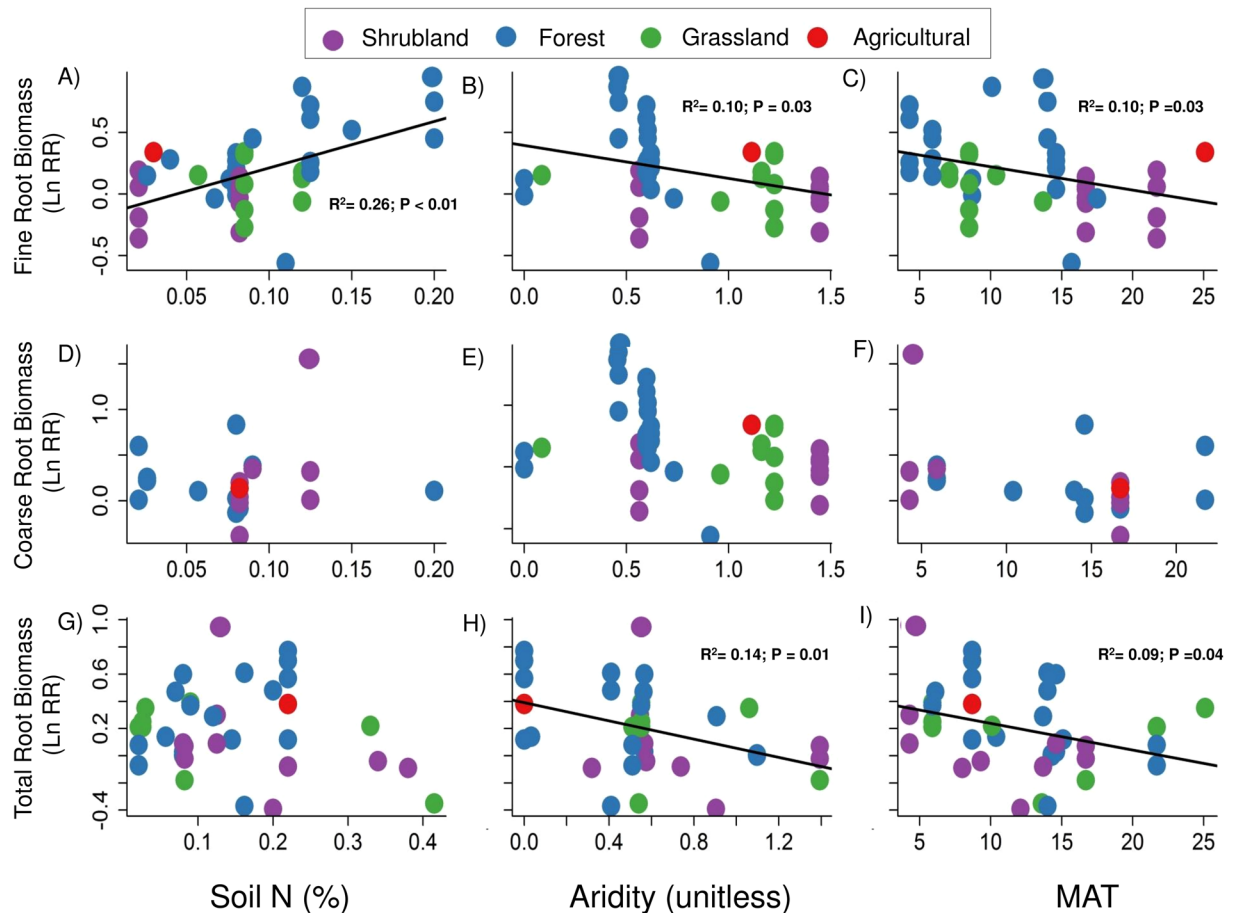 Shrubland Forest Grassland Agricultural
A) B) C)
Fine Root Biomass
(Ln RR)
0.5
0.0
-0.5
R²= 0.26; P < 0.01
R²= 0.10; P = 0.03
R²= 0.10; P =0.03
0.05 0.10 0.15 0.20
0.0 0.5 1.0 1.5
5 10 15 20 25
D) E) F)
Coarse Root Biomass
(Ln RR)
1.0
0.0
0.05 0.10 0.15 0.20
0.0 0.5 1.0 1.5
5 10 15 20
G) H) I)
Total Root Biomass
(Ln RR)
1.0
0.6
0.2
-0.4
R²= 0.14; P = 0.01
R²= 0.09; P =0.04
0.1 0.2 0.3 0.4
0.0 0.4 0.8 1.2
5 10 15 20 25
Soil N (%) Aridity (unitless) MAT